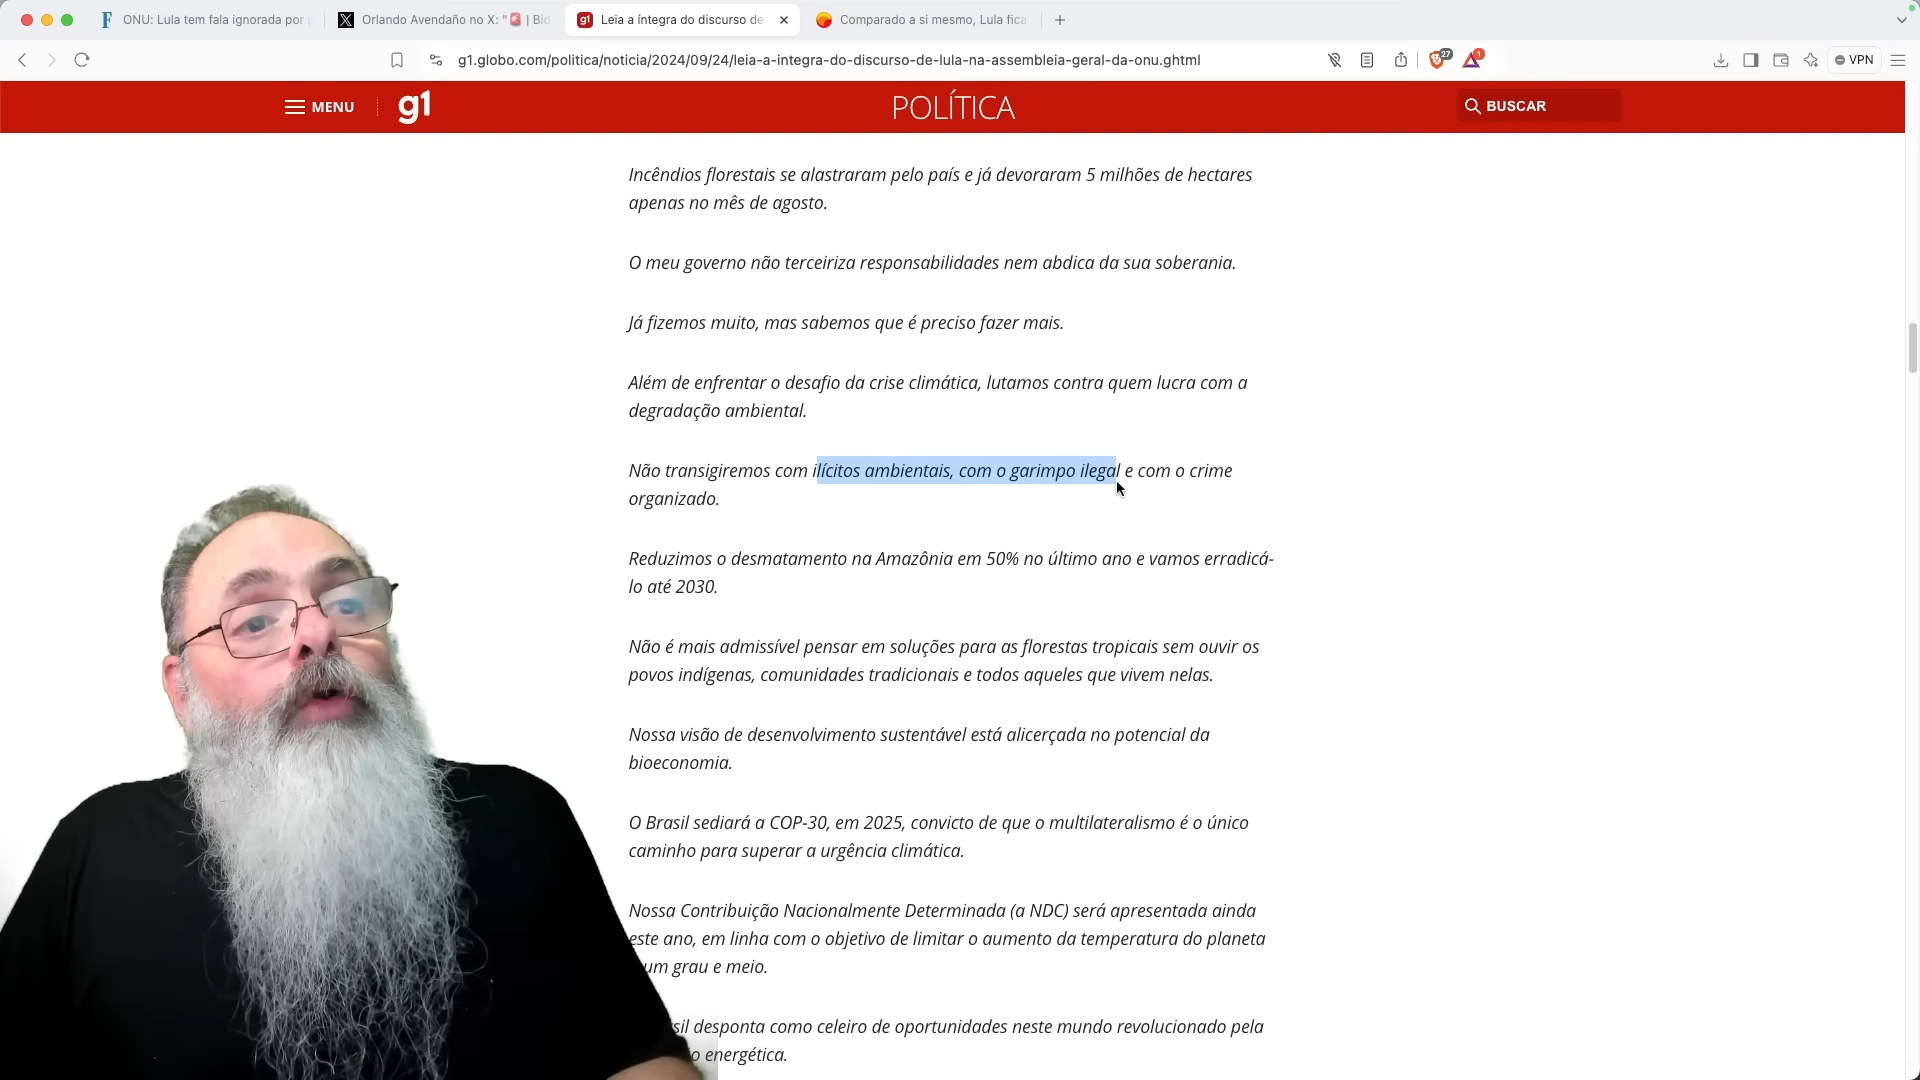 ONU: Lula tem fala ignorada por
Orlando Avendaño no X: "🚨 | Bid
Leia a íntegra do discurso de
Comparado a si mesmo, Lula fica
g1.globo.com/politica/noticia/2024/09/24/leia-a-integra-do-discurso-de-lula-na-assembleia-geral-da-onu.ghtml
27
1
VPN
MENU
g1
POLÍTICA
BUSCAR
Incêndios florestais se alastraram pelo país e já devoraram 5 milhões de hectares
apenas no mês de agosto.
O meu governo não terceiriza responsabilidades nem abdica da sua soberania.
Já fizemos muito, mas sabemos que é preciso fazer mais.
Além de enfrentar o desafio da crise climática, lutamos contra quem lucra com a
degradação ambiental.
Não transigiremos com ilícitos ambientais, com o garimpo ilegal e com o crime
organizado.
Reduzimos o desmatamento na Amazônia em 50% no último ano e vamos erradicá-
lo até 2030.
Não é mais admissível pensar em soluções para as florestas tropicais sem ouvir os
povos indígenas, comunidades tradicionais e todos aqueles que vivem nelas.
Nossa visão de desenvolvimento sustentável está alicerçada no potencial da
bioeconomia.
O Brasil sediará a COP-30, em 2025, convicto de que o multilateralismo é o único
caminho para superar a urgência climática.
Nossa Contribuição Nacionalmente Determinada (a NDC) será apresentada ainda
este ano, em linha com o objetivo de limitar o aumento da temperatura do planeta
um grau e meio.
sil desponta como celeiro de oportunidades neste mundo revolucionado pela
energética.